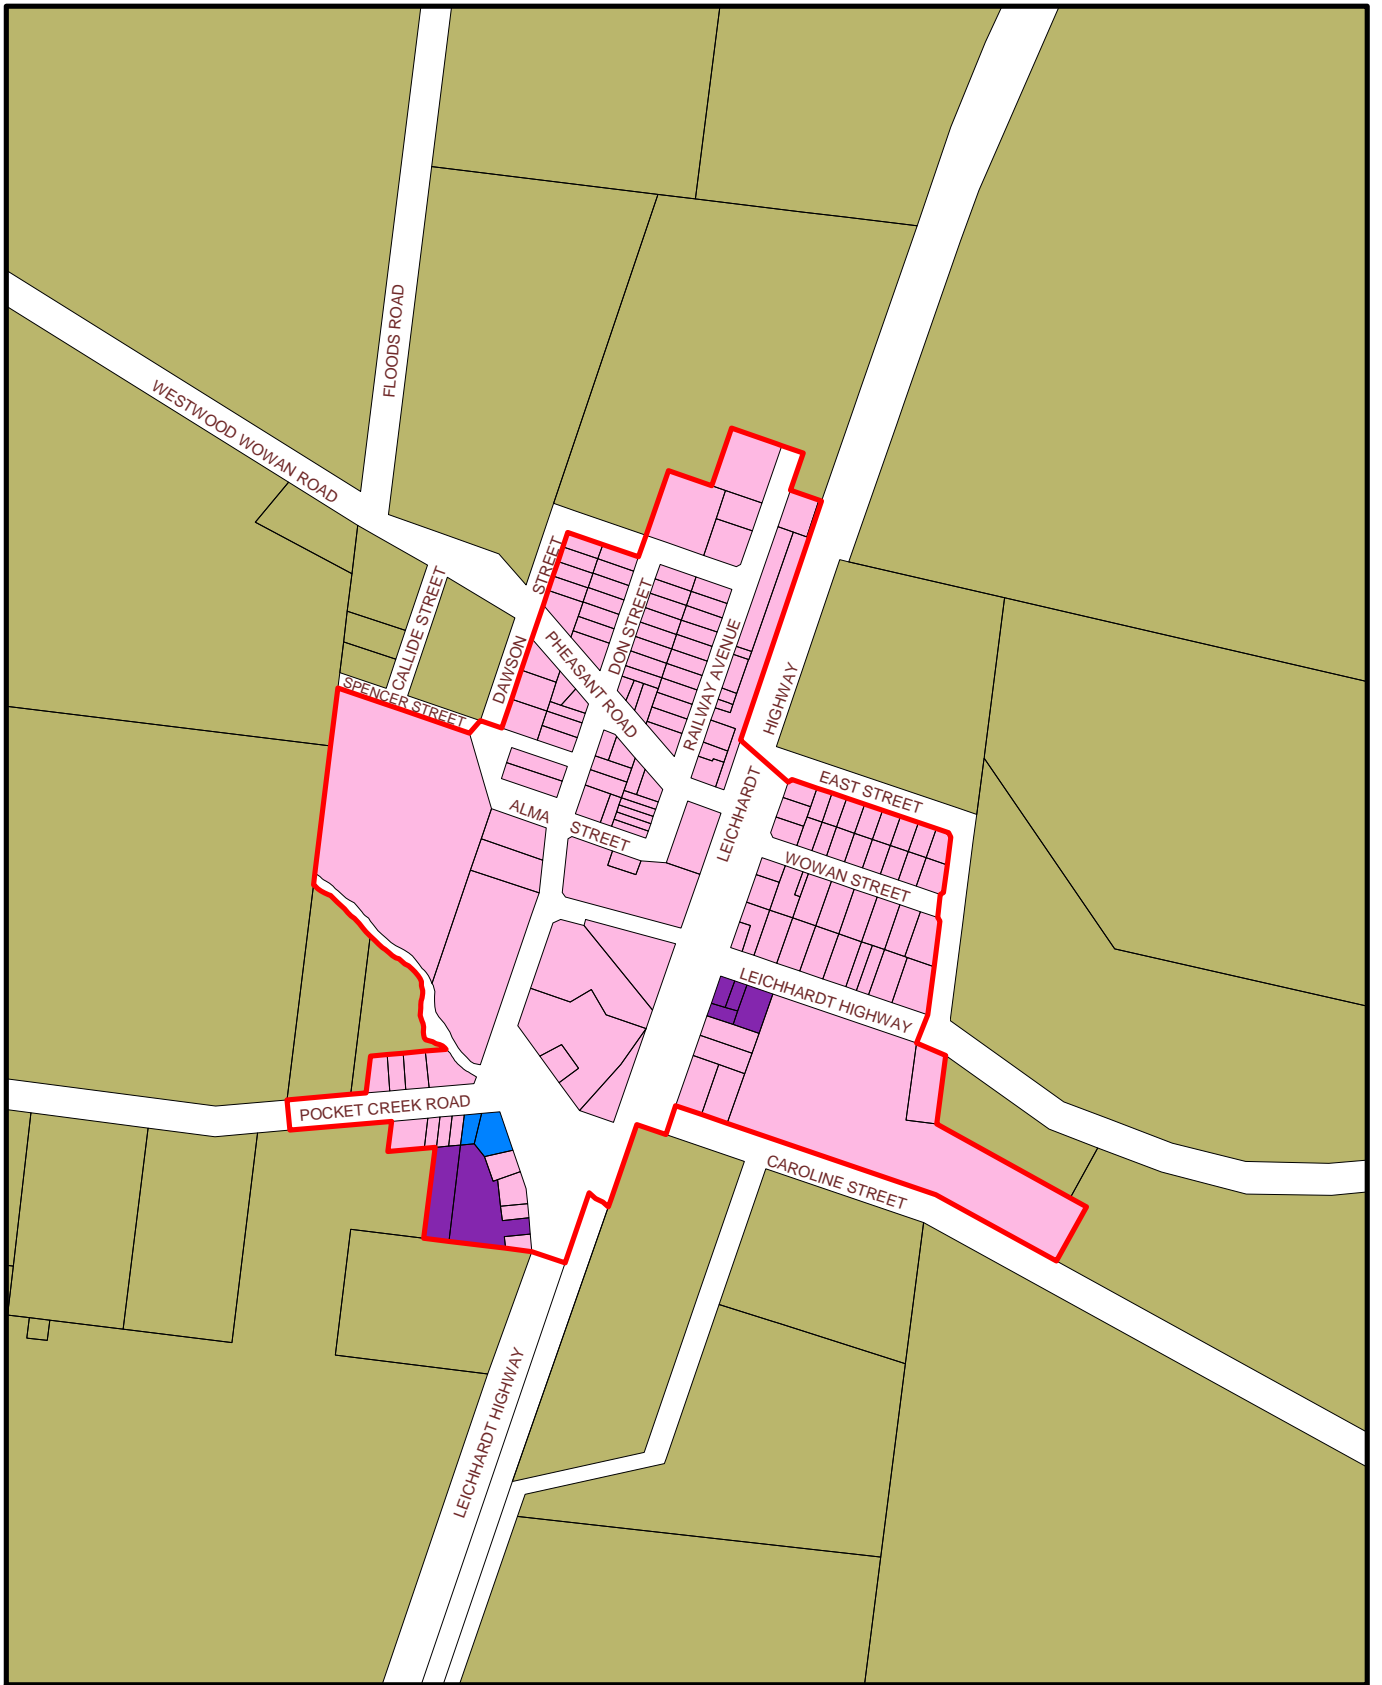 FLOODS ROAD
WESTWOOD WOWAN ROAD
STREET
CALLIDE STREET
DON STREET
PHEASANT ROAD
RAILWAY AVENUE
DAWSON
HIGHWAY
SPENCER STREET
EAST STREET
LEICHHARDT
ALMA STREET
WOWAN STREET
LEICHHARDT HIGHWAY
POCKET CREEK ROAD
CAROLINE STREET
LEICHHARDT HIGHWAY